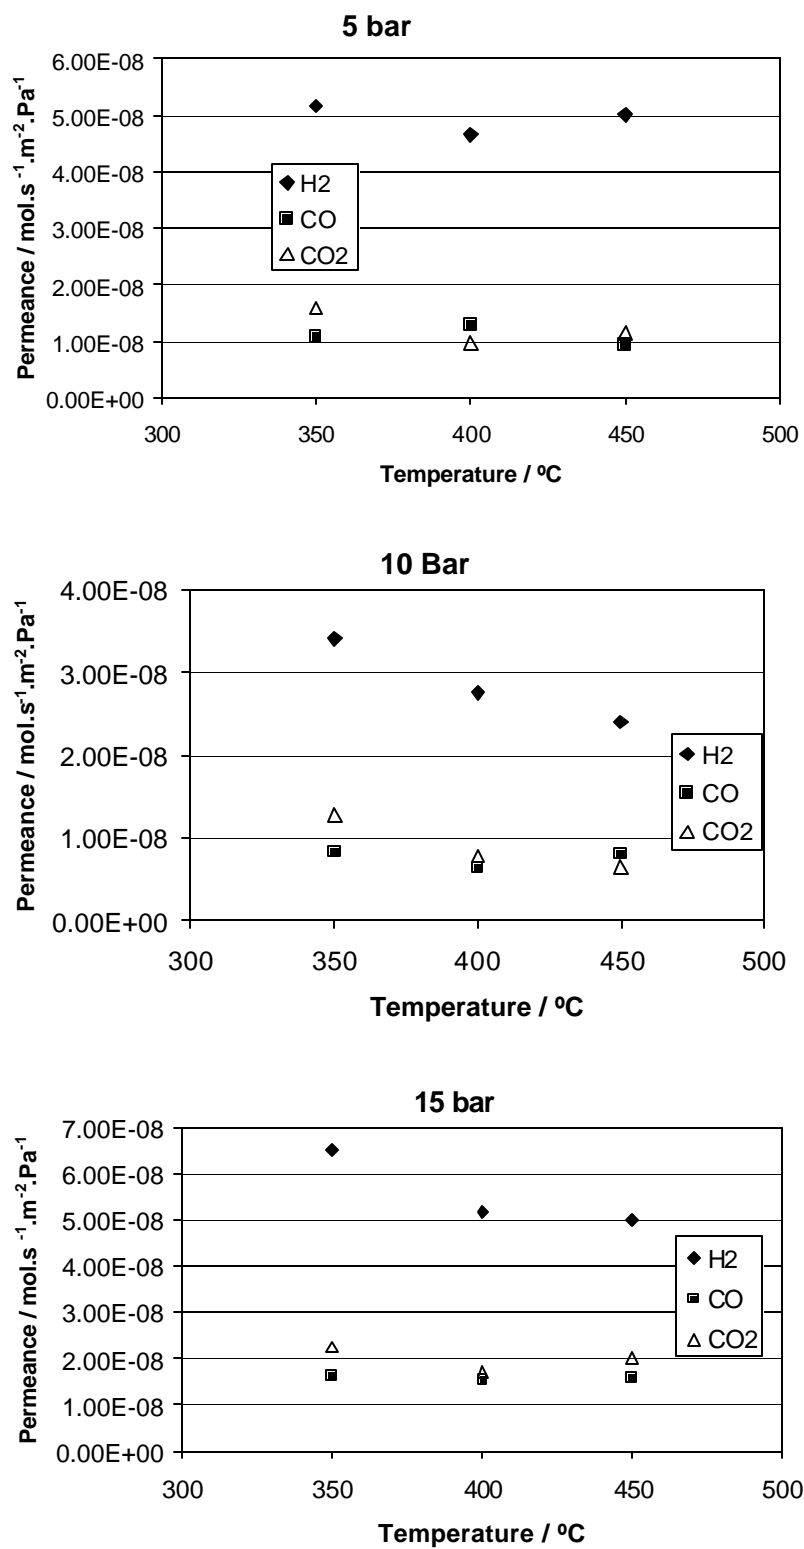 5 bar
Permeance / mol.s⁻¹.m⁻².Pa⁻¹
6.00E-08
5.00E-08
4.00E-08
3.00E-08
2.00E-08
1.00E-08
0.00E+00
H2
CO
CO2
300 350 400 450 500
Temperature / ºC
10 Bar
Permeance / mol.s⁻¹.m⁻².Pa⁻¹
4.00E-08
3.00E-08
2.00E-08
1.00E-08
0.00E+00
H2
CO
CO2
300 350 400 450 500
Temperature / ºC
15 bar
Permeance / mol.s⁻¹.m⁻².Pa⁻¹
7.00E-08
6.00E-08
5.00E-08
4.00E-08
3.00E-08
2.00E-08
1.00E-08
0.00E+00
H2
CO
CO2
300 350 400 450 500
Temperature / ºC